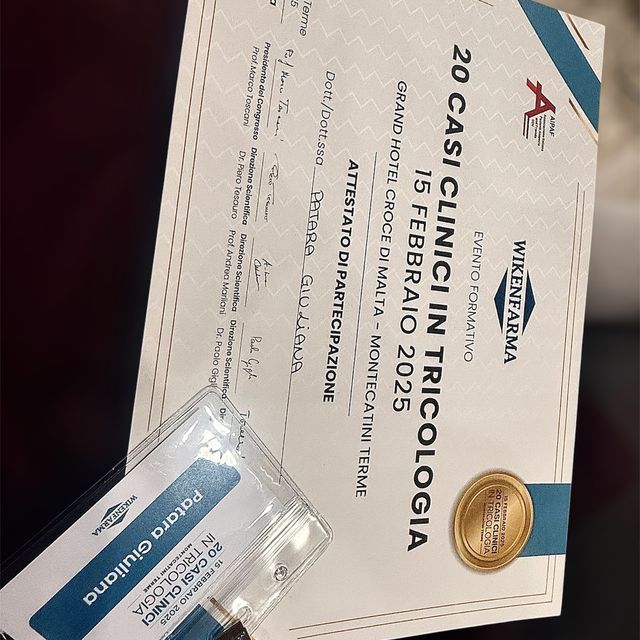 AIPAF
WIKENFARMA
EVENTO FORMATIVO
20 CASI CLINICI IN TRICOLOGIA
15 FEBBRAIO 2025
GRAND HOTEL CROCE DI MALTA - MONTECATINI TERME
ATTESTATO DI PARTECIPAZIONE
Dott./Dott.ssa PATARA GIULIANA
Terme
Presidente del Congresso
Prof. Marco Toscani
Direzione Scientifica
Dr. Piero Tesauro
Direzione Scientifica
Prof. Andrea Marliani
Direzione Scientifica
Dr. Paolo Gigli
15 FEBBRAIO 2025
20 CASI CLINICI
IN TRICOLOGIA
WIKENFARMA
Patara Giuliana
20 CASI CLINICI
IN TRICOLOGIA
15 FEBBRAIO 2025
MONTECATINI TERME